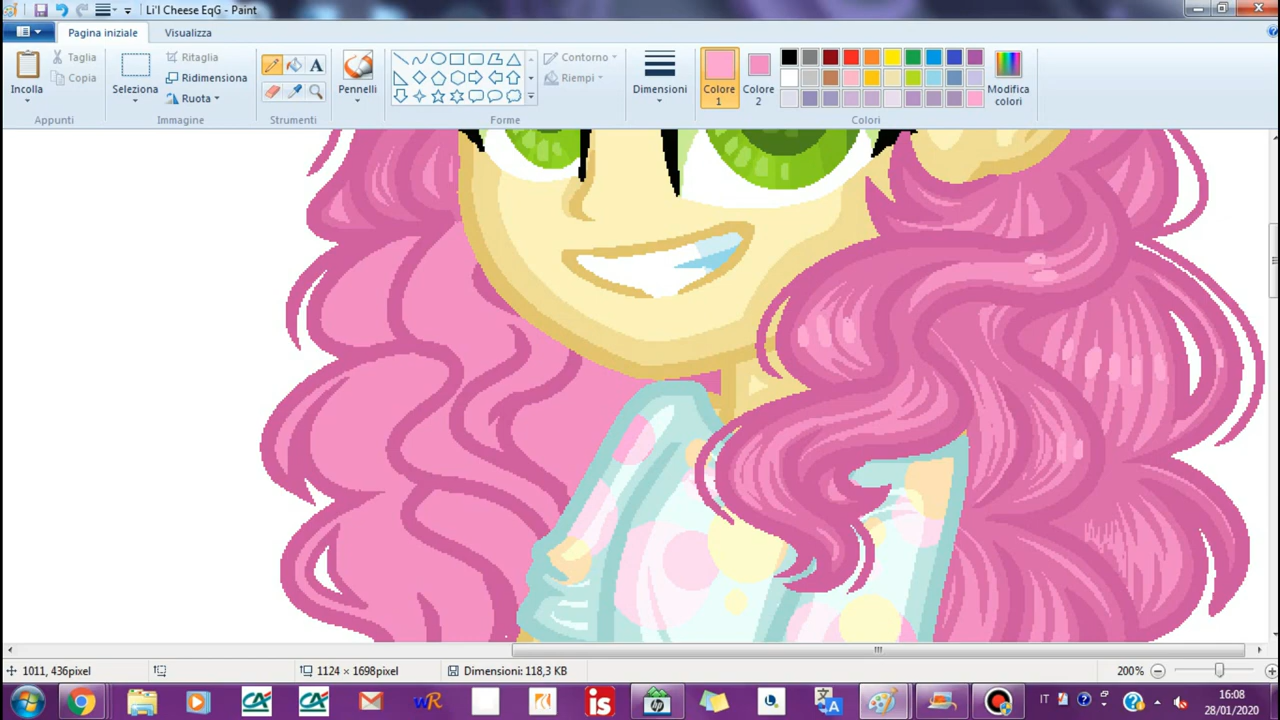 Li'l Cheese EqG - Paint
Pagina iniziale Visualizza
Incolla
Taglia
Copia
Appunti
Seleziona
Ritaglia
Ridimensiona
Ruota
Immagine
A
Strumenti
Pennelli
Contorno
Riempi
Forme
Dimensioni
Colore 1
Colore 2
Modifica colori
Colori
1011, 436pixel
1124 × 1698pixel
Dimensioni: 118,3 KB
200%
IT
16:08
28/01/2020